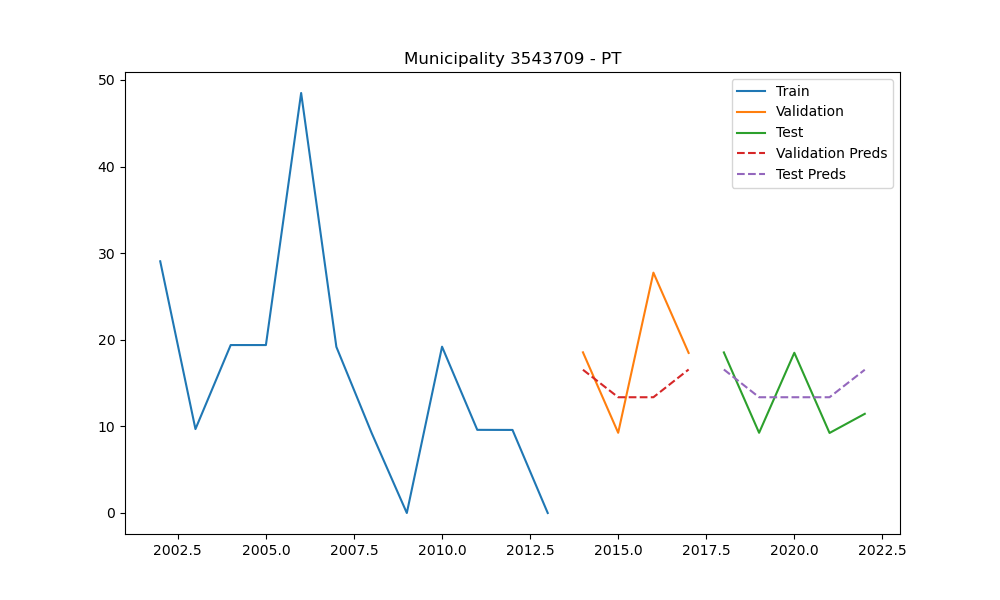 Municipality 3543709 - PT
50
40
30
20
10
0
2002.5 2005.0 2007.5 2010.0 2012.5 2015.0 2017.5 2020.0 2022.5
Train
Validation
Test
Validation Preds
Test Preds